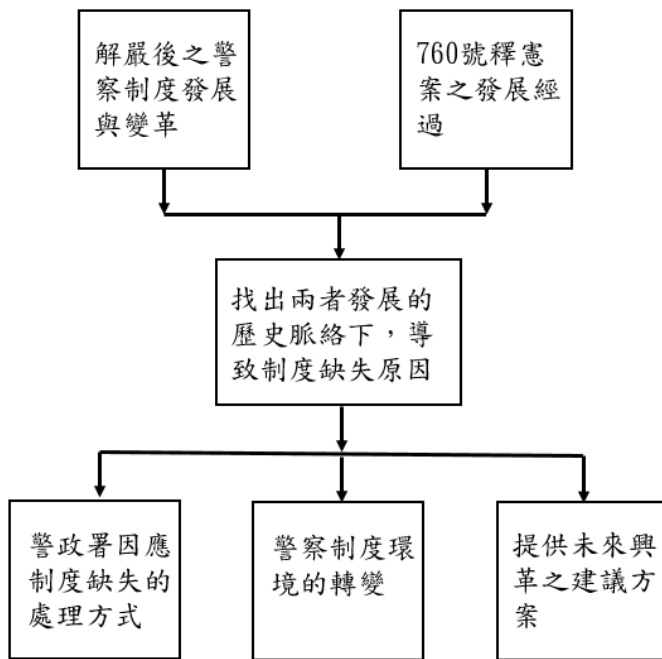 解嚴後之警
察制度發展
與變革
760號釋憲
案之發展經
過
找出兩者發展的
歷史脈絡下，導
致制度缺失原因
警政署因應
制度缺失的
處理方式
警察制度環
境的轉變
提供未來興
革之建議方
案